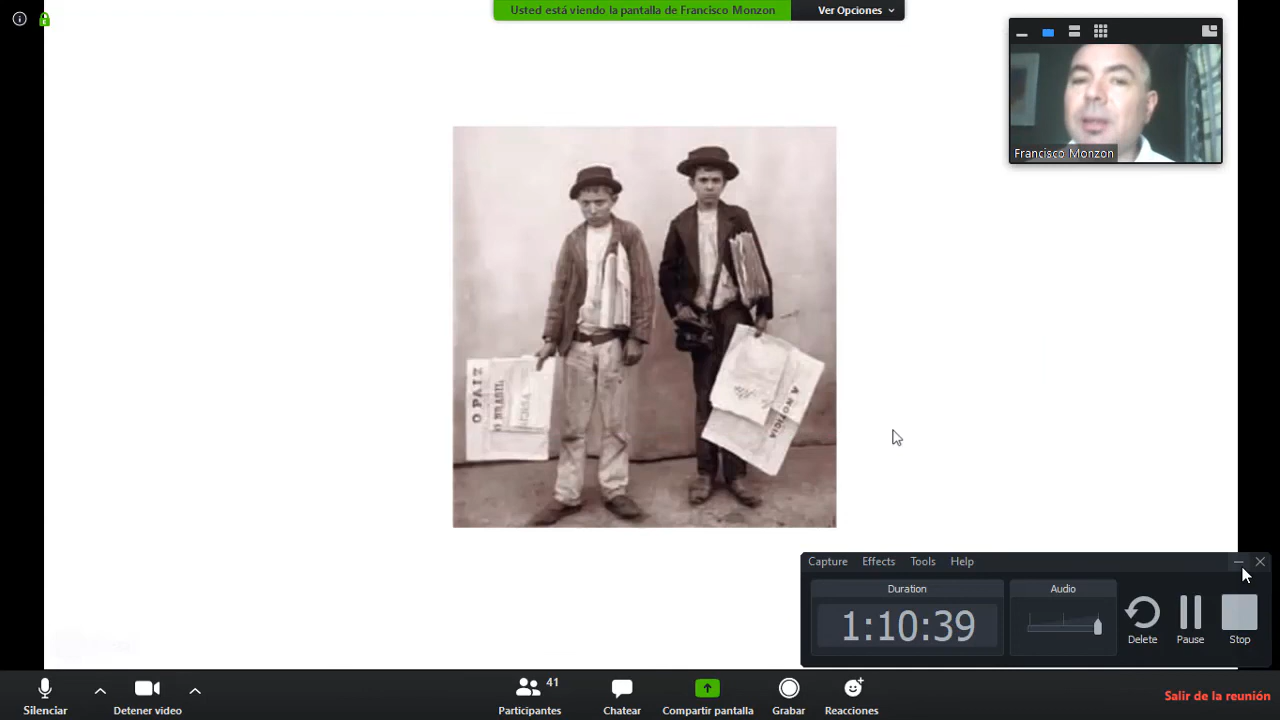 Usted está viendo la pantalla de Francisco Monzon
Ver Opciones
Francisco Monzon
O PAIZ
O BRASIL
A NOTICIA
Capture Effects Tools Help
Duration
Audio
1:10:39
Delete
Pause
Stop
Silenciar
Detener video
41
Participantes
Chatear
Compartir pantalla
Grabar
Reacciones
Salir de la reunión